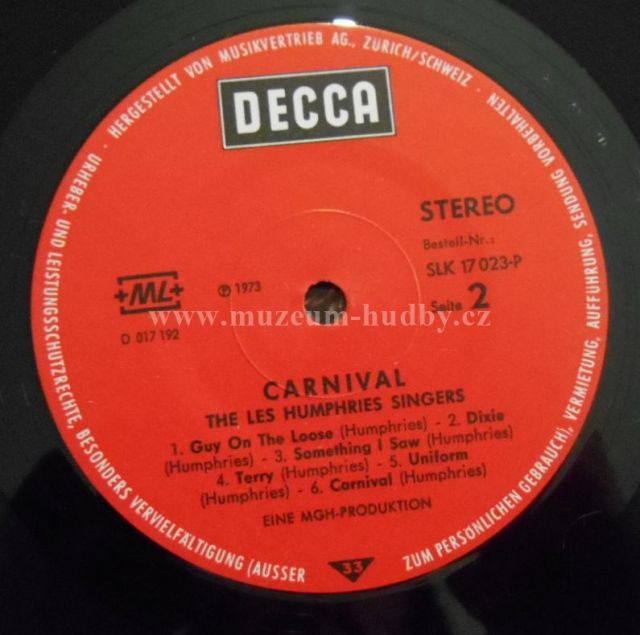 · HERGESTELLT VON MUSIKVERTRIEB AG., ZÜRICH/SCHWEIZ · URHEBER- UND LEISTUNGSSCHUTZRECHTE, BESONDERS VERVIELFÄLTIGUNG (AUSSER ZUM PERSÖNLICHEN GEBRAUCH), VERMIETUNG, AUFFÜHRUNG, SENDUNG VORBEHALTEN
DECCA
STEREO
Bestell-Nr.:
SLK 17 023-P
Seite 2
+ML+
D 017 192
℗ 1973
www.muzeum-hudby.cz
CARNIVAL
THE LES HUMPHRIES SINGERS
1. Guy On The Loose (Humphries) - 2. Dixie
(Humphries) - 3. Something I Saw (Humphries)
4. Terry (Humphries) - 5. Uniform
(Humphries) - 6. Carnival (Humphries)
EINE MGH-PRODUKTION
33